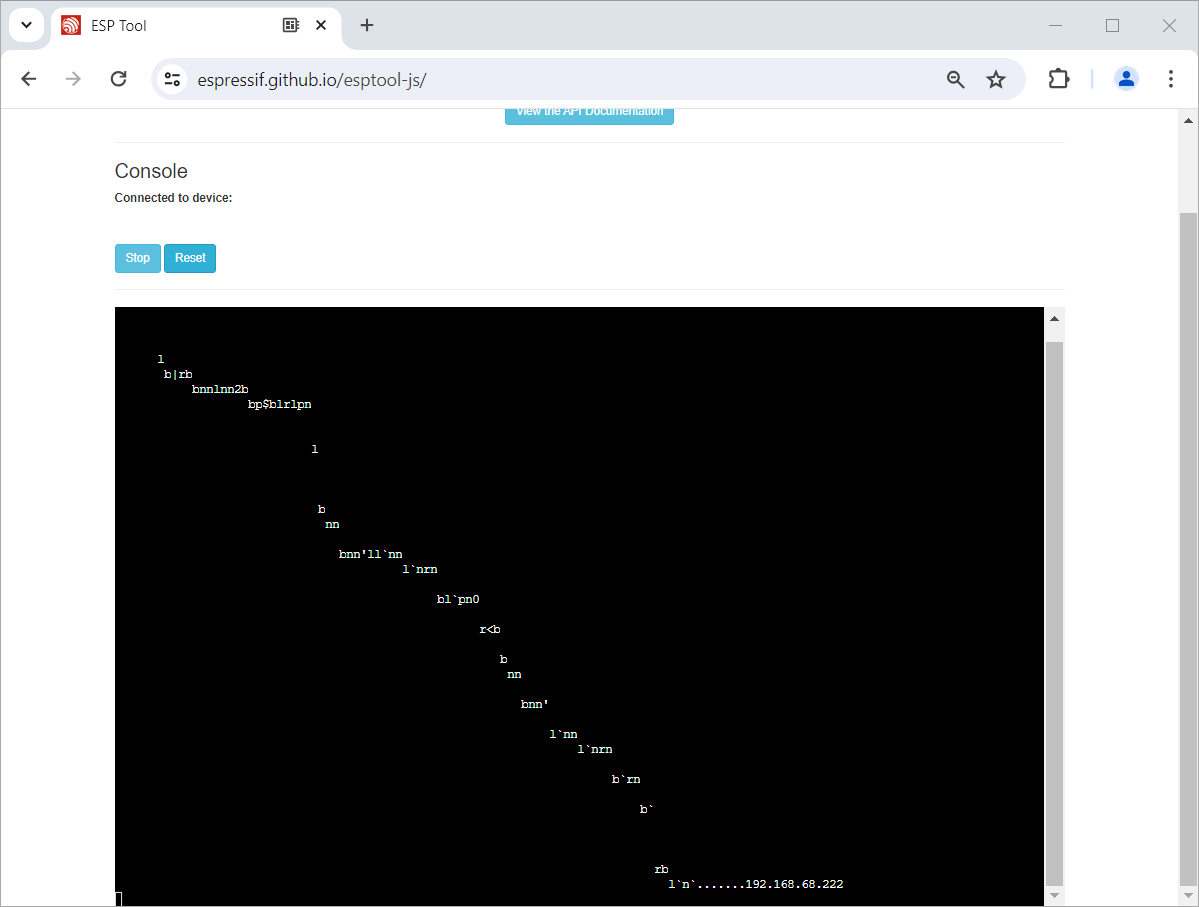 ESP Tool
espressif.github.io/esptool-js/
View the API Documentation
Console
Connected to device:
Stop
Reset
l
b|rb
bnnlnn2b
bp$blrlpn
l
b
nn
bnn'll`nn
l`nrn
bl`pn0
r<b
b
nn
bnn'
l`nn
l`nrn
b`rn
b`
rb
l`n`.......192.168.68.222